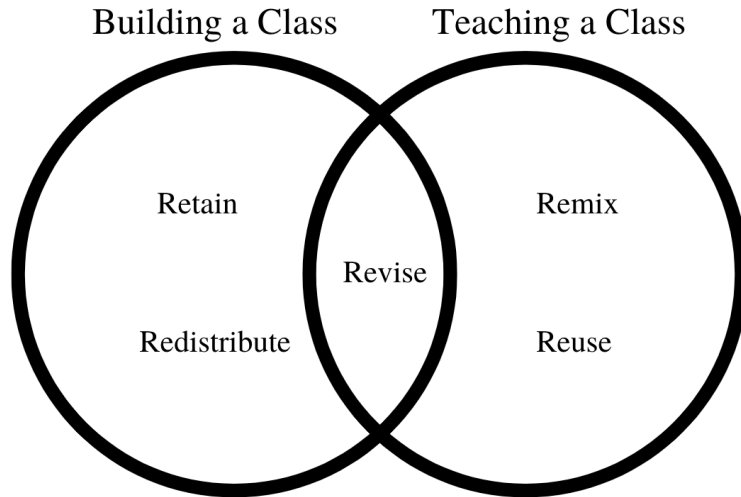 Building a Class
Teaching a Class
Retain
Remix
Revise
Redistribute
Reuse